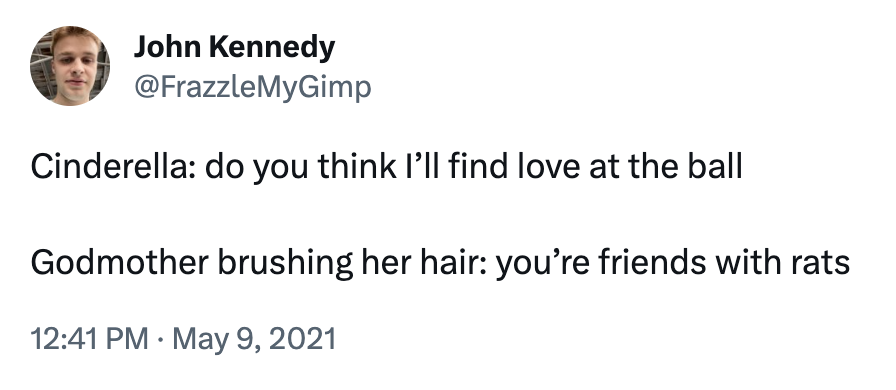 John Kennedy
@FrazzleMyGimp
Cinderella: do you think I’ll find love at the ball
Godmother brushing her hair: you’re friends with rats
12:41 PM · May 9, 2021